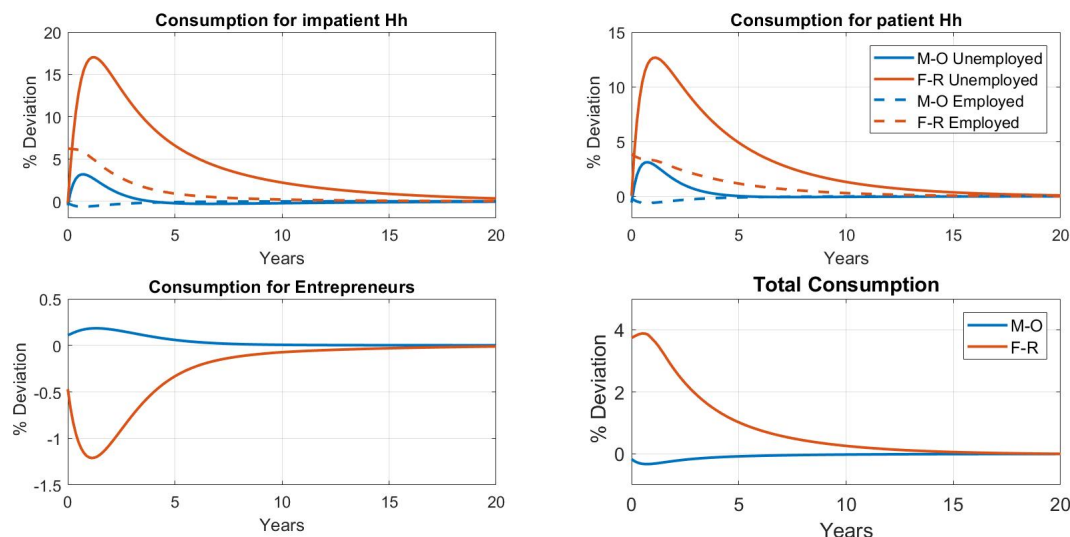 Consumption for impatient Hh
20
15
10
5
0
% Deviation
0 5 10 15 20
Years
Consumption for patient Hh
15
10
5
0
% Deviation
M-O Unemployed
F-R Unemployed
M-O Employed
F-R Employed
0 5 10 15 20
Years
Consumption for Entrepreneurs
0.5
0
-0.5
-1
-1.5
% Deviation
0 5 10 15 20
Years
Total Consumption
4
2
0
% Deviation
M-O
F-R
0 5 10 15 20
Years